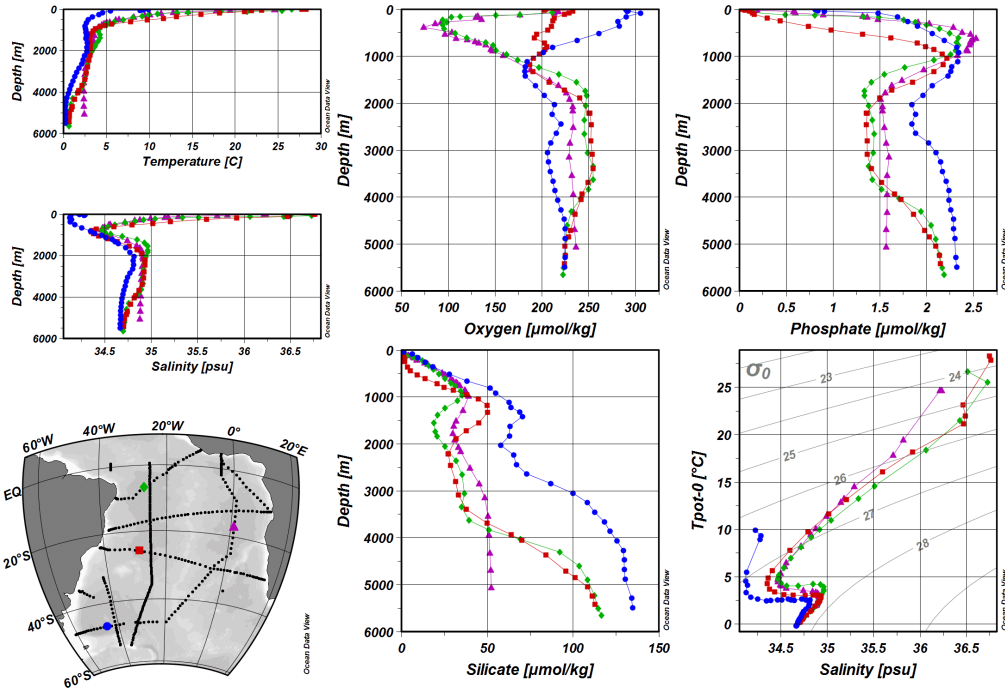 0
2000
4000
6000
0 5 10 15 20 25 30
Depth [m]
Temperature [C]
Ocean Data View
0
2000
4000
6000
34.5 35 35.5 36 36.5
Depth [m]
Salinity [psu]
Ocean Data View
0
1000
2000
3000
4000
5000
6000
50 100 150 200 250 300
Depth [m]
Oxygen [µmol/kg]
Ocean Data View
0
1000
2000
3000
4000
5000
6000
0 0.5 1 1.5 2 2.5
Depth [m]
Phosphate [µmol/kg]
Ocean Data View
60°W 40°W 20°W 0° 20°E
EQ
20°S
40°S
60°S
Ocean Data View
0
1000
2000
3000
4000
5000
6000
0 50 100 150
Depth [m]
Silicate [µmol/kg]
Ocean Data View
σ0
25
20
15
10
5
0
23
24
25
26
27
28
34.5 35 35.5 36 36.5
Tpot-0 [°C]
Salinity [psu]
Ocean Data View